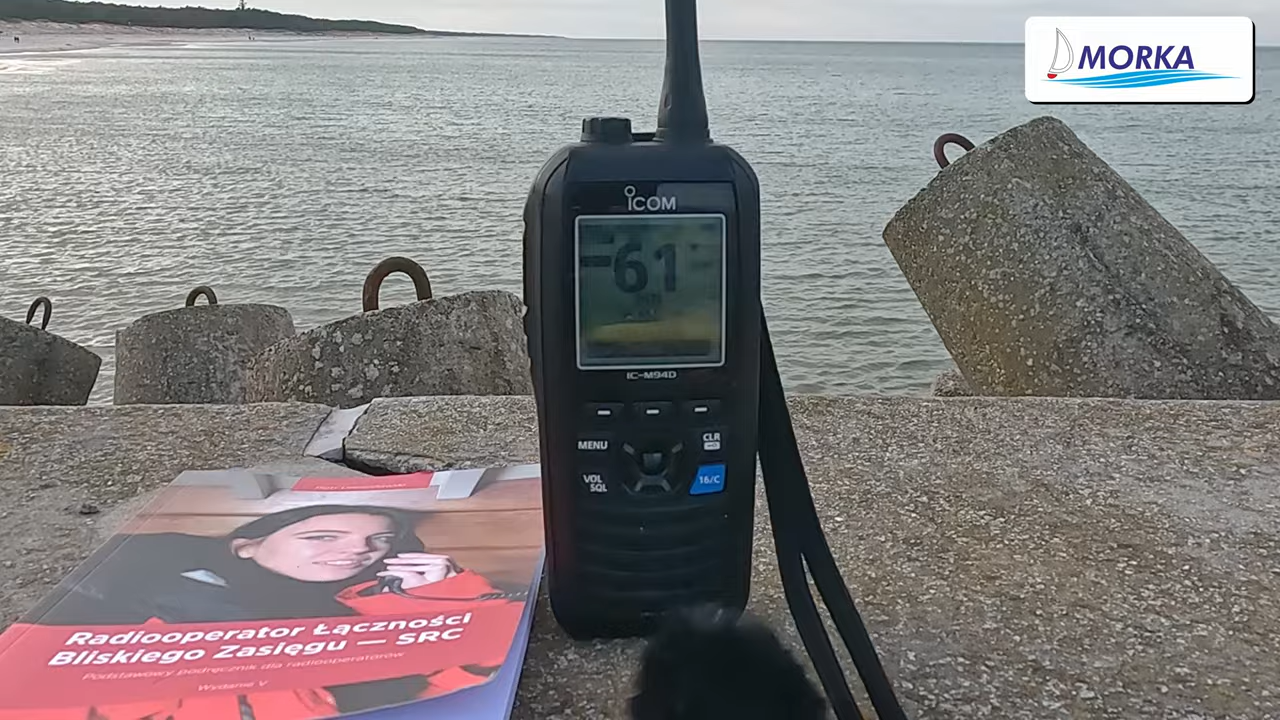 MORKA
ICOM
61
IC-M94D
MENU
CLR
VOL
SQL
16/C
Radiooperator Łączności
Bliskiego Zasięgu — SRC
Podstawowy podręcznik dla radiooperatorów
Wydanie V